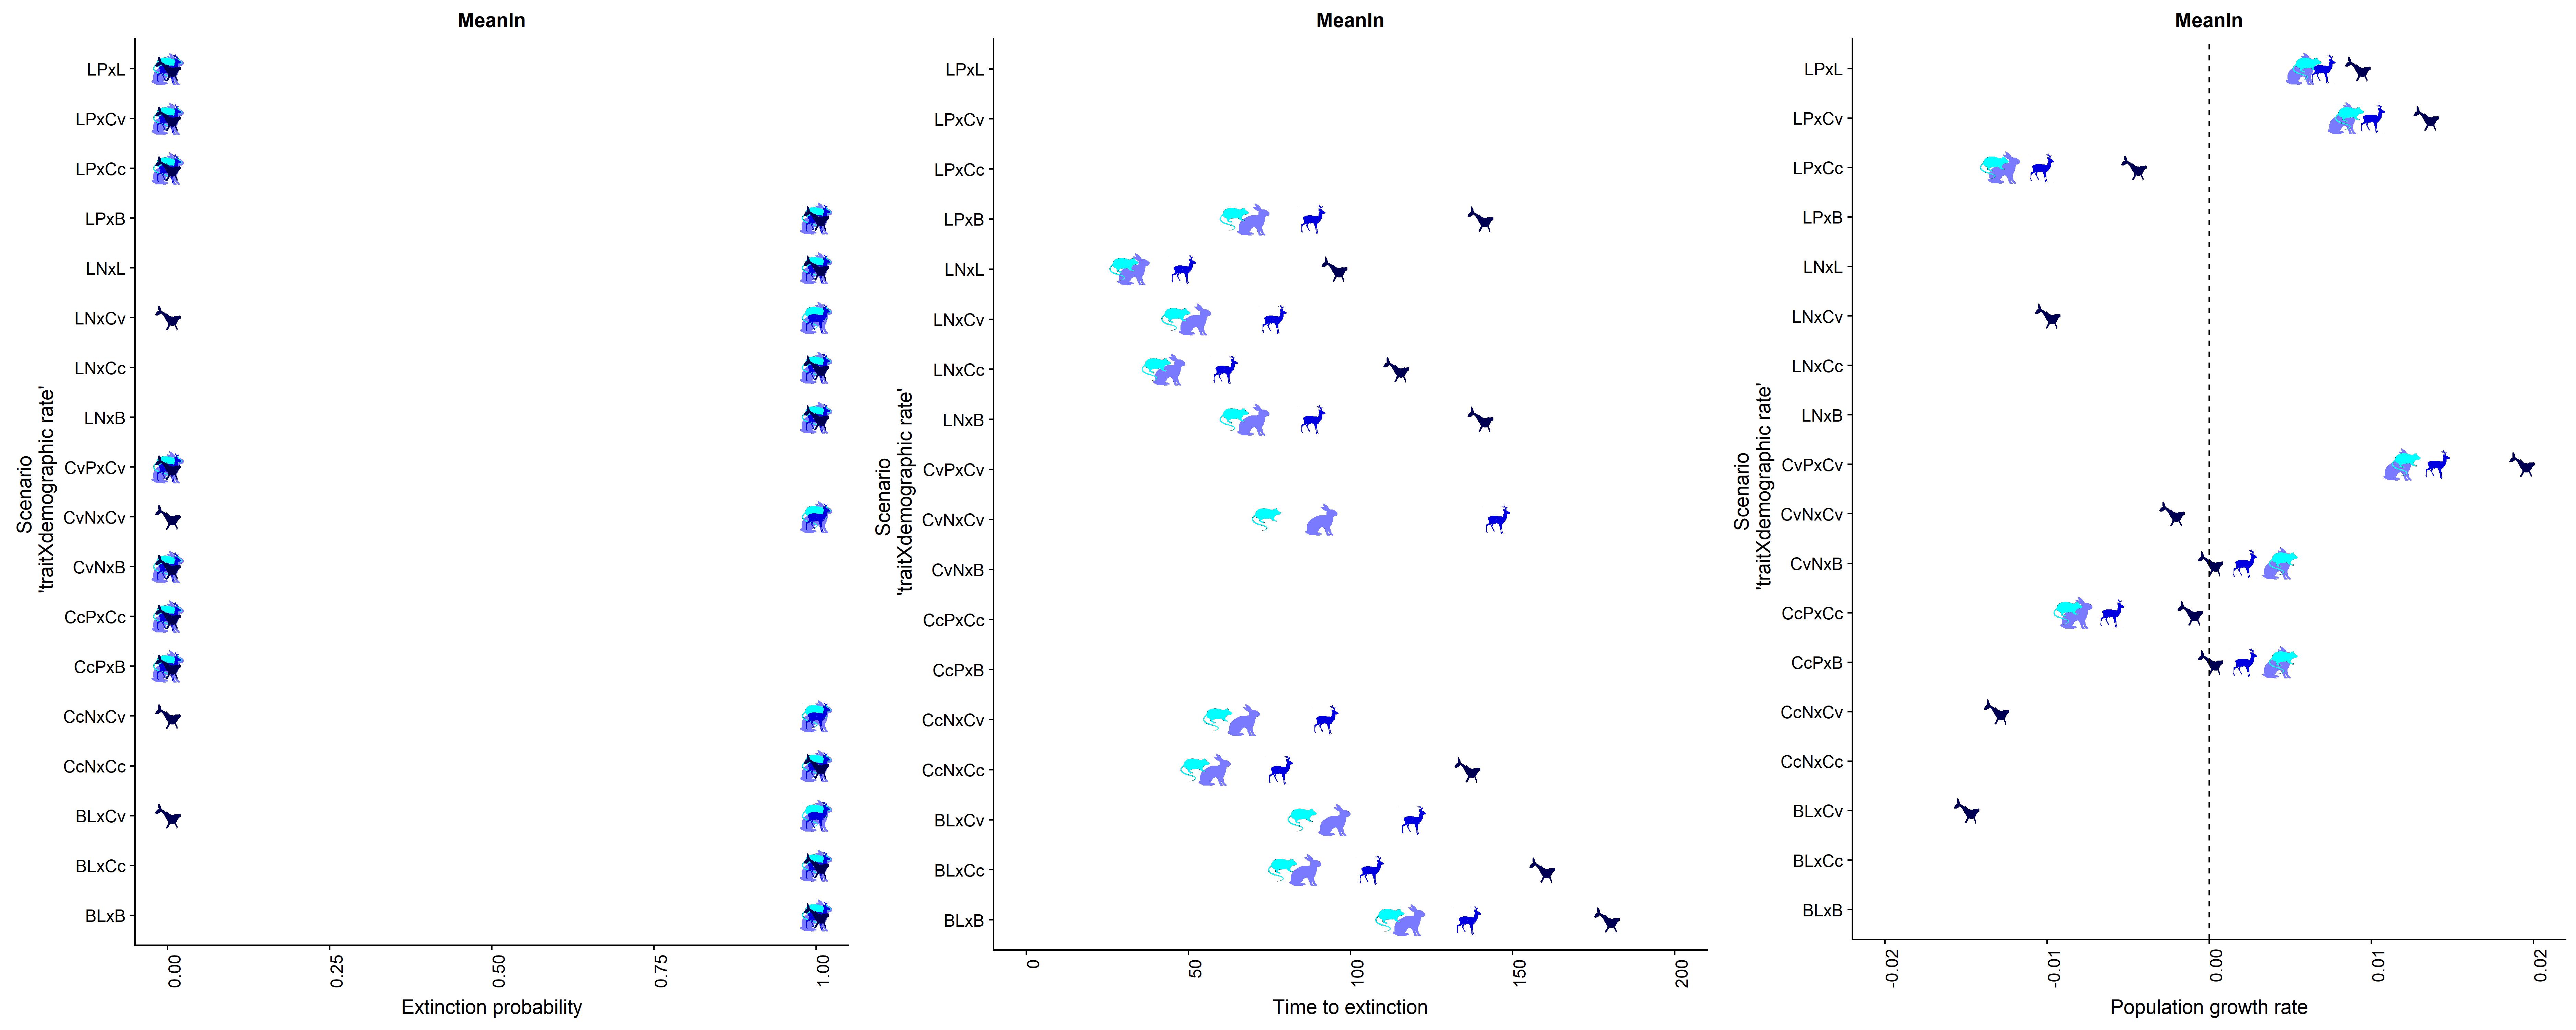 MeanIn
Scenario
'traitXdemographic rate'
LPxL
LPxCv
LPxCc
LPxB
LNxL
LNxCv
LNxCc
LNxB
CvPxCv
CvNxCv
CvNxB
CcPxCc
CcPxB
CcNxCv
CcNxCc
BLxCv
BLxCc
BLxB
0.00 0.25 0.50 0.75 1.00
Extinction probability
MeanIn
Scenario
'traitXdemographic rate'
LPxL
LPxCv
LPxCc
LPxB
LNxL
LNxCv
LNxCc
LNxB
CvPxCv
CvNxCv
CvNxB
CcPxCc
CcPxB
CcNxCv
CcNxCc
BLxCv
BLxCc
BLxB
0 50 100 150 200
Time to extinction
MeanIn
Scenario
'traitXdemographic rate'
LPxL
LPxCv
LPxCc
LPxB
LNxL
LNxCv
LNxCc
LNxB
CvPxCv
CvNxCv
CvNxB
CcPxCc
CcPxB
CcNxCv
CcNxCc
BLxCv
BLxCc
BLxB
-0.02 -0.01 0.00 0.01 0.02
Population growth rate